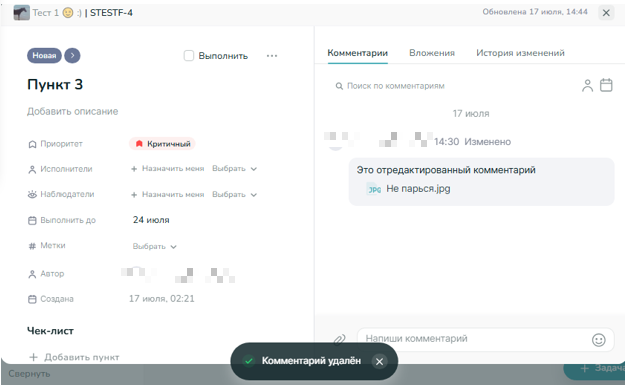 Тест 1 :) | STESTF-4
Обновлена 17 июля, 14:44
Новая
Выполнить
Пункт 3
Добавить описание
Приоритет Критичный
Исполнители + Назначить меня Выбрать
Наблюдатели + Назначить меня Выбрать
Выполнить до 24 июля
# Метки Выбрать
Автор
Создана 17 июля, 02:21
Чек-лист
+ Добавить пункт
Свернуть
Комментарии Вложения История изменений
Поиск по комментариям
17 июля
14:30 Изменено
Это отредактированный комментарий
JPG Не парься.jpg
Напиши комментарий
Комментарий удалён
+ Задача